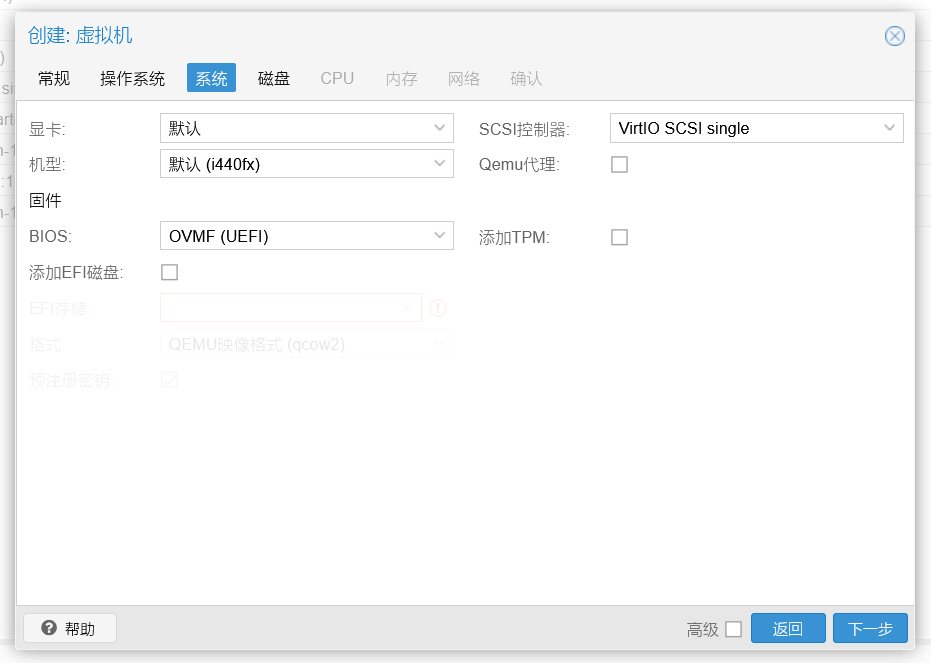 创建: 虚拟机
常规 操作系统 系统 磁盘 CPU 内存 网络 确认
显卡: 默认 SCSI控制器: VirtIO SCSI single
机型: 默认 (i440fx) Qemu代理:
固件
BIOS: OVMF (UEFI) 添加TPM:
添加EFI磁盘:
EFI存储:
格式: QEMU映像格式 (qcow2)
预注册密钥:
帮助 高级 返回 下一步